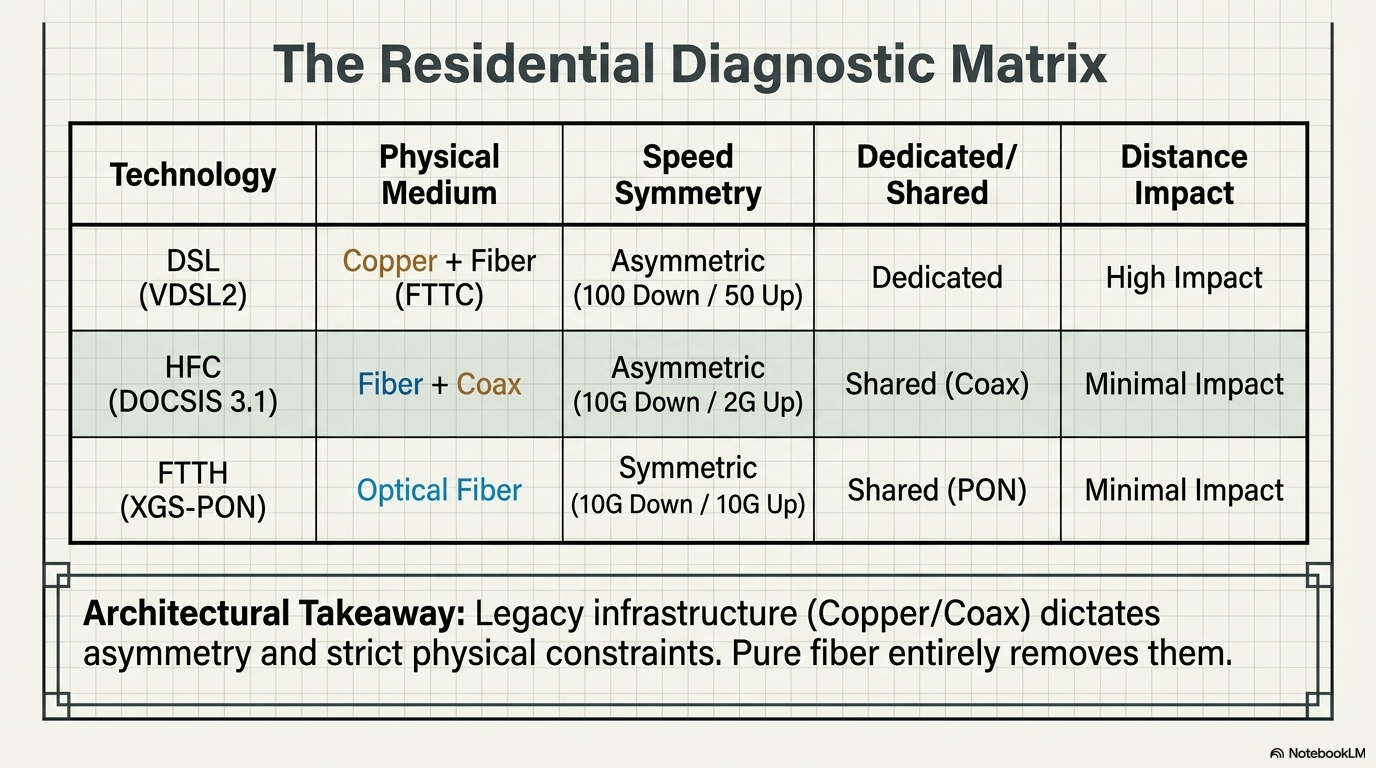 The Residential Diagnostic Matrix
Technology
Physical
Medium
Speed
Symmetry
Dedicated/
Shared
Distance
Impact
DSL
(VDSL2)
Copper + Fiber
(FTTC)
Asymmetric
(100 Down / 50 Up)
Dedicated
High Impact
HFC
(DOCSIS 3.1)
Fiber + Coax
Asymmetric
(10G Down / 2G Up)
Shared (Coax)
Minimal Impact
FTTH
(XGS-PON)
Optical Fiber
Symmetric
(10G Down / 10G Up)
Shared (PON)
Minimal Impact
Architectural Takeaway: Legacy infrastructure (Copper/Coax) dictates
asymmetry and strict physical constraints. Pure fiber entirely removes them.
NotebookLM